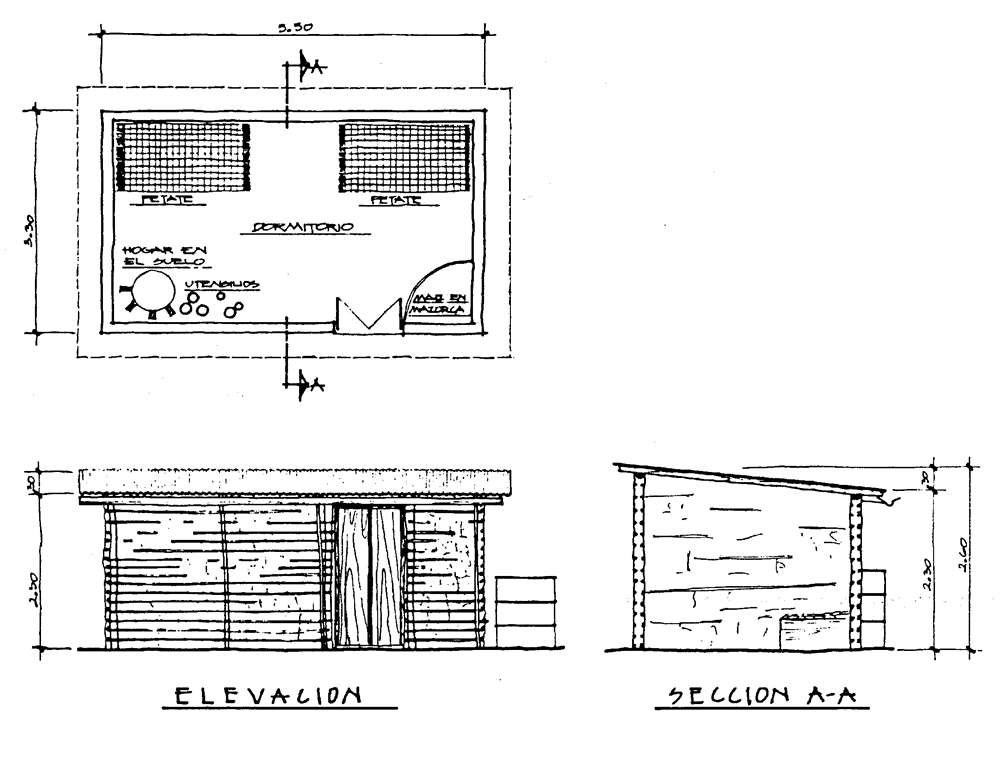 5.50
A
3.30
PETATE
PETATE
DORMITORIO
HOGAR EN
EL SUELO
UTENSILIOS
MAIZ EN
MAZORCA
A
.30
2.30
.30
2.30
2.60
ELEVACION
SECCION A-A